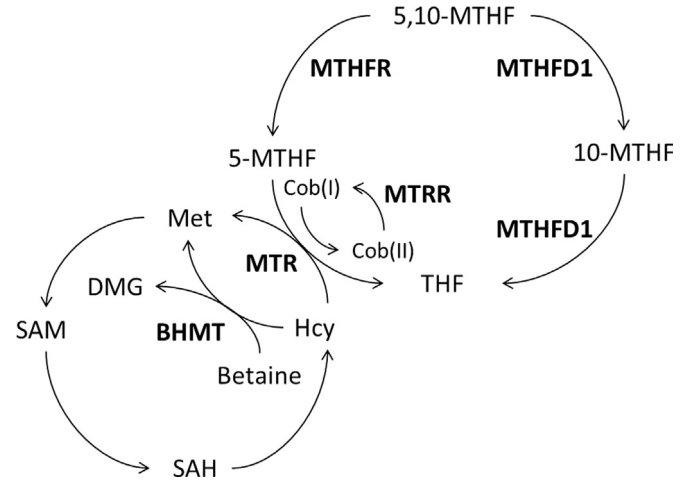 5,10-MTHF
MTHFR
MTHFD1
5-MTHF
10-MTHF
Cob(I)
MTRR
Met
MTHFD1
Cob(II)
MTR
DMG
THF
SAM
BHMT
Hcy
Betaine
SAH